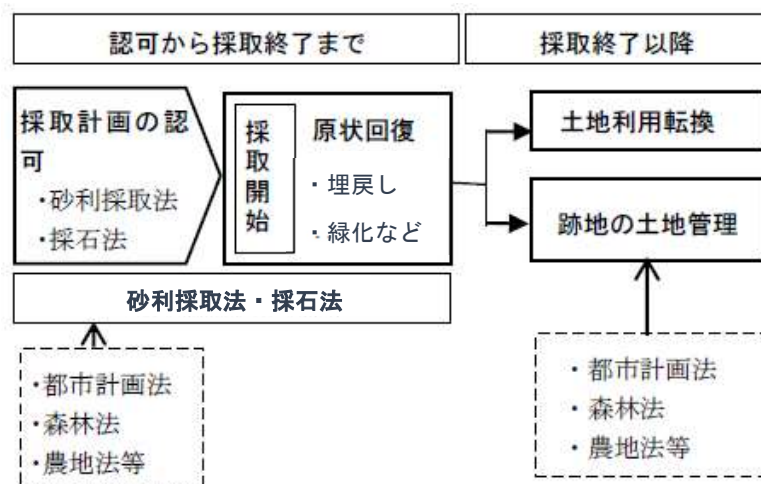 認可から採取終了まで
採取終了以降
採取計画の認
可
・砂利採取法
・採石法
採取開始
原状回復
・埋戻し
・緑化など
土地利用転換
跡地の土地管理
砂利採取法・採石法
・都市計画法
・森林法
・農地法等
・都市計画法
・森林法
・農地法等